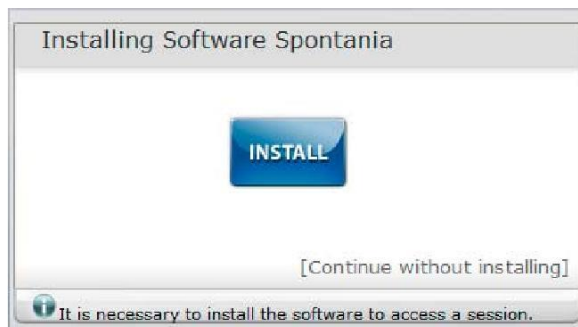 Installing Software Spontania
INSTALL
[Continue without installing]
It is necessary to install the software to access a session.